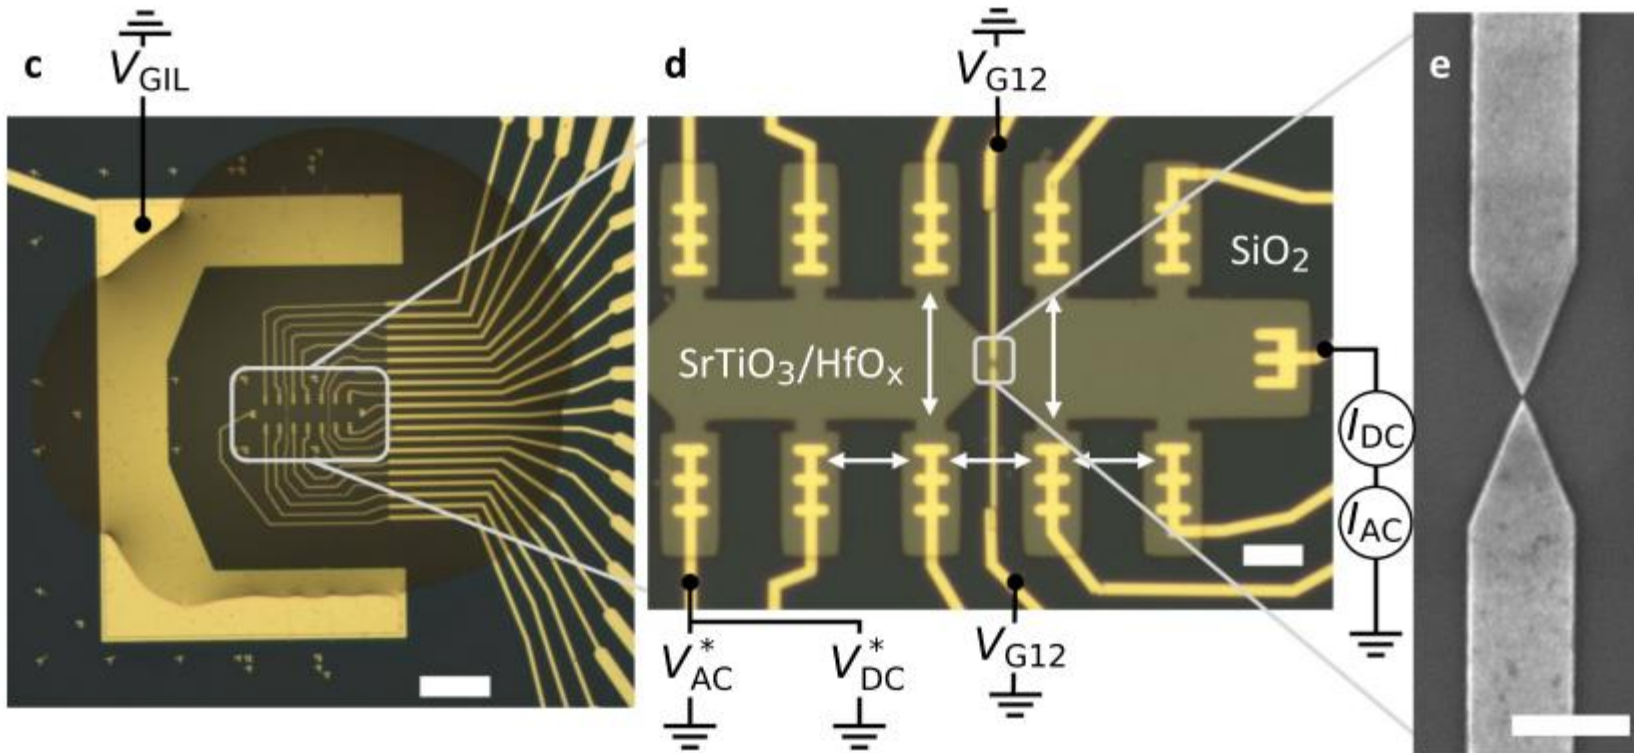 c
V_GIL
d
V_G12
e
SiO₂
SrTiO₃/HfOₓ
I_DC
I_AC
V*_AC
V*_DC
V_G12